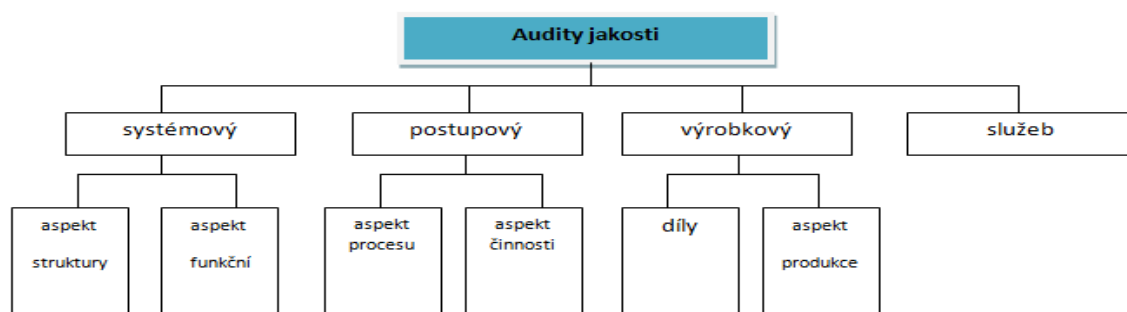 Audity jakosti
systémový
postupový
výrobkový
služeb
aspekt
struktury
aspekt
funkční
aspekt
procesu
aspekt
činnosti
díly
aspekt
produkce